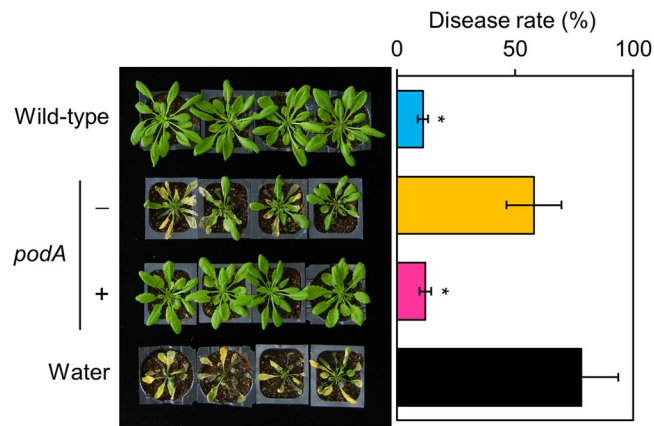 Disease rate (%)
0 50 100
Wild-type
*
–
podA
+
*
Water